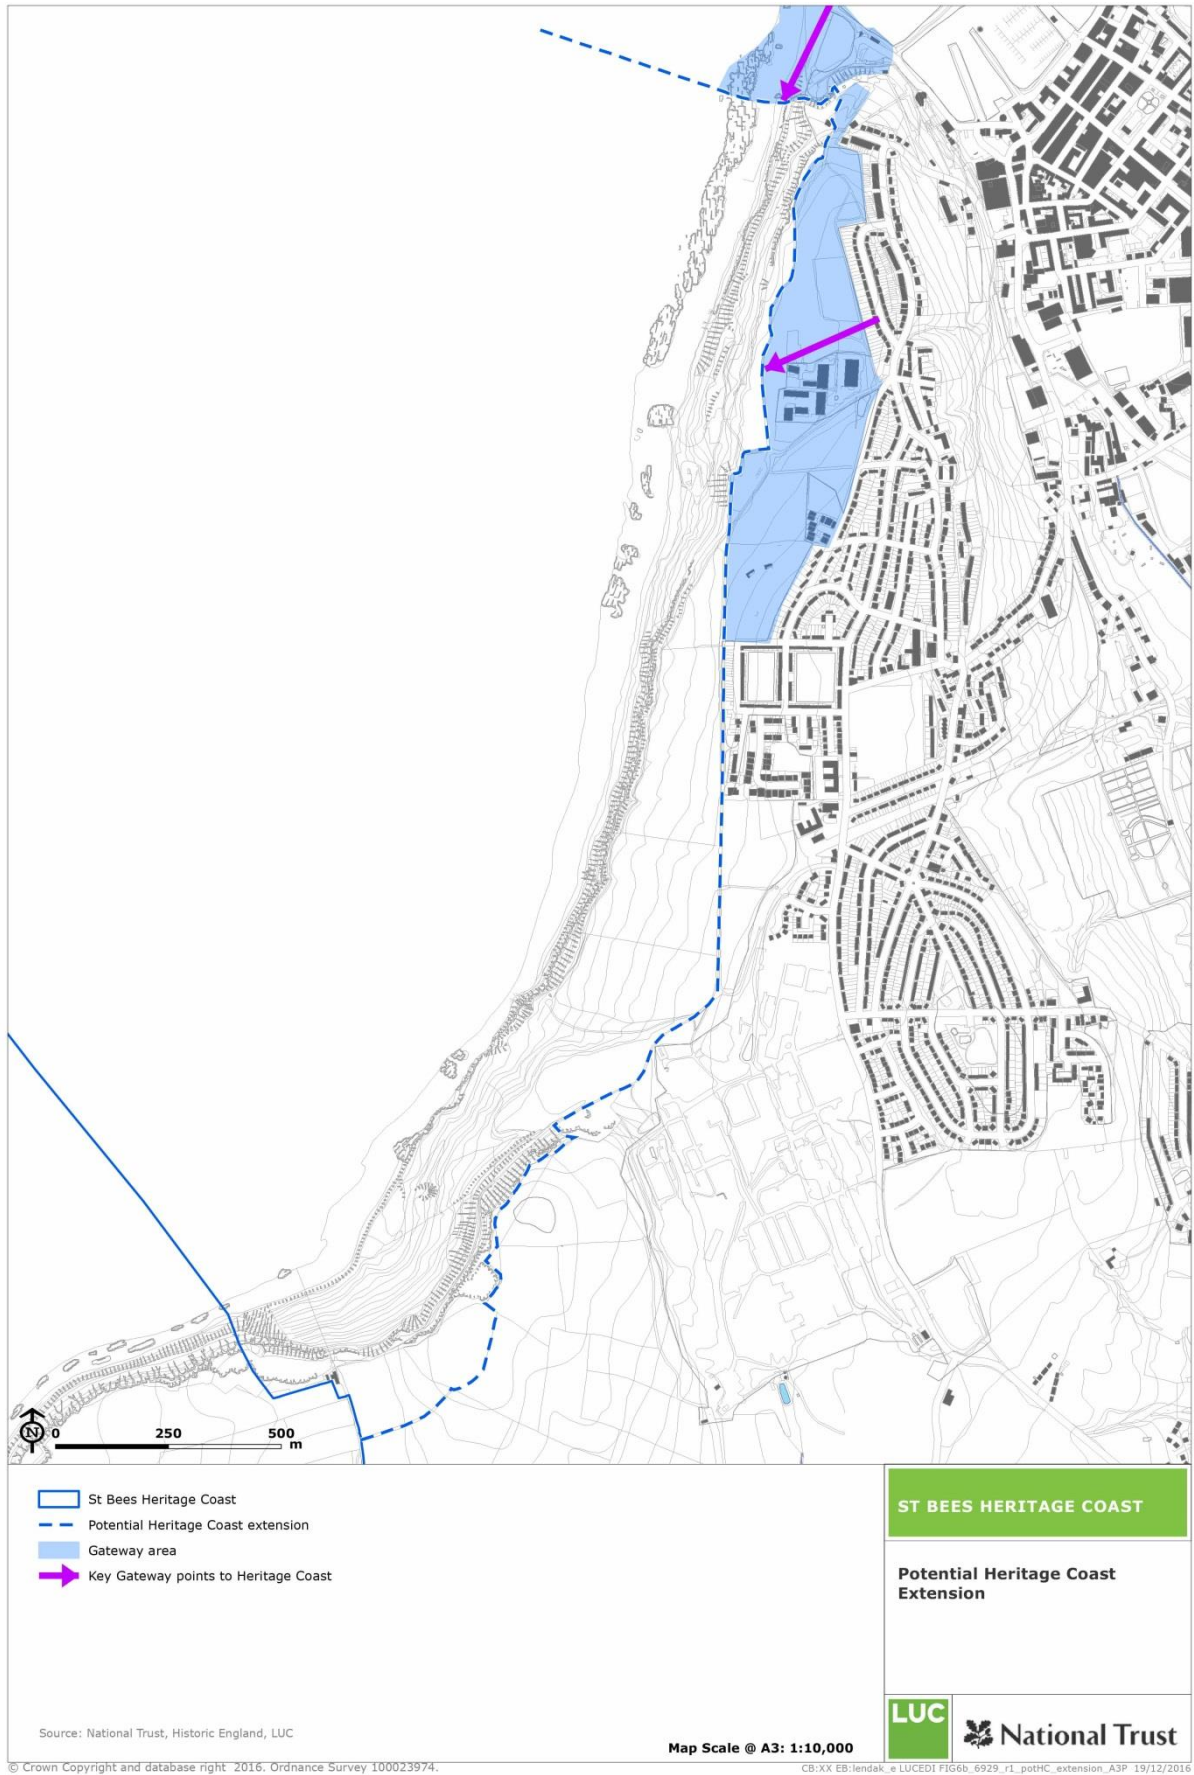 N
0 250 500
m
St Bees Heritage Coast
Potential Heritage Coast extension
Gateway area
Key Gateway points to Heritage Coast
ST BEES HERITAGE COAST
Potential Heritage Coast
Extension
Source: National Trust, Historic England, LUC
Map Scale @ A3: 1:10,000
LUC
National Trust
© Crown Copyright and database right 2016. Ordnance Survey 100023974.
CB:XX EB:lendak_e LUCEDI FIG6b_6929_r1_potHC_extension_A3P 19/12/2016